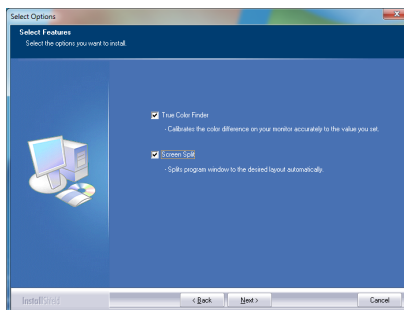 Select Options
Select Features
Select the options you want to install.
True Color Finder
- Calibrates the color difference on your monitor accurately to the value you set.
Screen Split
- Splits program window to the desired layout automatically.
InstallShield
< Back
Next >
Cancel